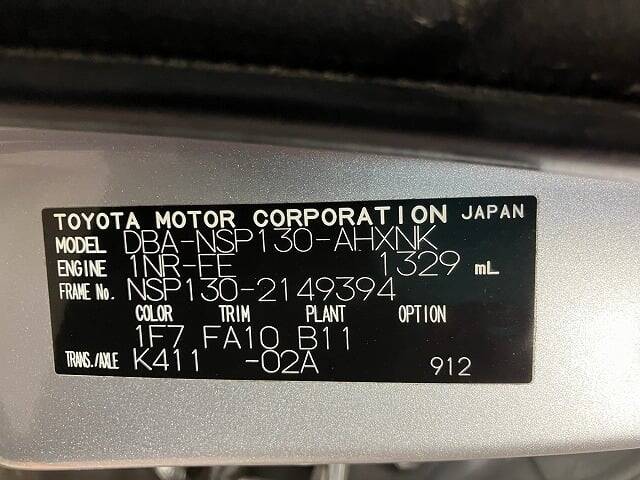 TOYOTA MOTOR CORPORATION JAPAN
MODEL DBA-NSP130-AHXNK
ENGINE 1NR-FE 1329 mL
FRAME No. NSP130-2149394
COLOR TRIM PLANT OPTION
1F7 FA10 B11
TRANS./AXLE K411 -02A 912